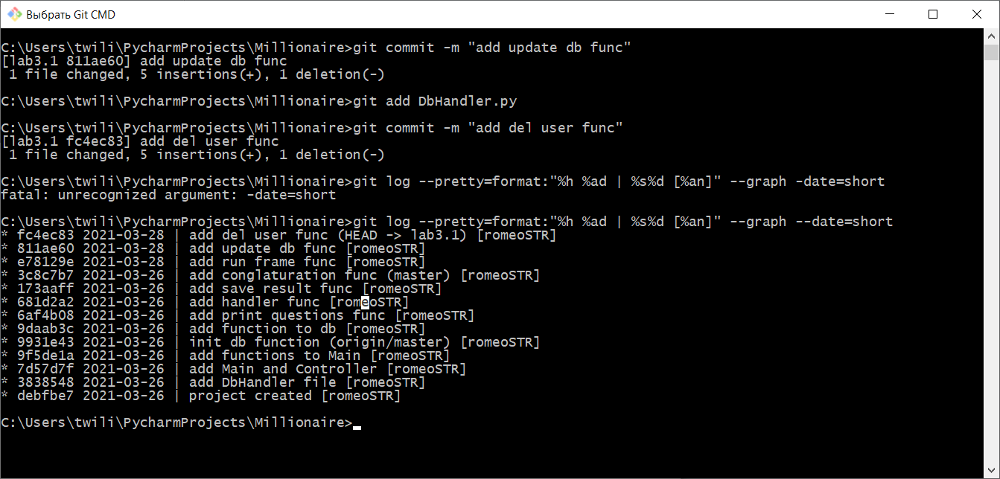 Выбрать Git CMD
C:\Users\twili\PycharmProjects\Millionaire>git commit -m "add update db func"
[lab3.1 811ae60] add update db func
 1 file changed, 5 insertions(+), 1 deletion(-)
C:\Users\twili\PycharmProjects\Millionaire>git add DbHandler.py
C:\Users\twili\PycharmProjects\Millionaire>git commit -m "add del user func"
[lab3.1 fc4ec83] add del user func
 1 file changed, 5 insertions(+), 1 deletion(-)
C:\Users\twili\PycharmProjects\Millionaire>git log --pretty=format:"%h %ad | %s%d [%an]" --graph -date=short
fatal: unrecognized argument: -date=short
C:\Users\twili\PycharmProjects\Millionaire>git log --pretty=format:"%h %ad | %s%d [%an]" --graph --date=short
* fc4ec83 2021-03-28 | add del user func (HEAD -> lab3.1) [romeoSTR]
* 811ae60 2021-03-28 | add update db func [romeoSTR]
* e78129e 2021-03-28 | add run frame func [romeoSTR]
* 3c8c7b7 2021-03-26 | add conglaturation func (master) [romeoSTR]
* 173aaff 2021-03-26 | add save result func [romeoSTR]
* 681d2a2 2021-03-26 | add handler func [romeoSTR]
* 6af4b08 2021-03-26 | add print questions func [romeoSTR]
* 9daab3c 2021-03-26 | add function to db [romeoSTR]
* 9931e43 2021-03-26 | init db function (origin/master) [romeoSTR]
* 9f5de1a 2021-03-26 | add functions to Main [romeoSTR]
* 7d57d7f 2021-03-26 | add Main and Controller [romeoSTR]
* 3838548 2021-03-26 | add DbHandler file [romeoSTR]
* debfbe7 2021-03-26 | project created [romeoSTR]
C:\Users\twili\PycharmProjects\Millionaire>